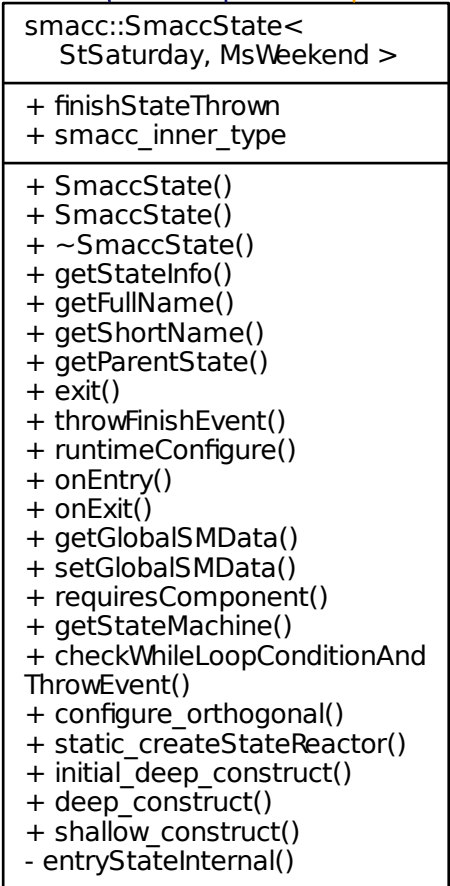 smacc::SmaccState<
StSaturday, MsWeekend >
+ finishStateThrown
+ smacc_inner_type
+ SmaccState()
+ SmaccState()
+ ~SmaccState()
+ getStateInfo()
+ getFullName()
+ getShortName()
+ getParentState()
+ exit()
+ throwFinishEvent()
+ runtimeConfigure()
+ onEntry()
+ onExit()
+ getGlobalSMData()
+ setGlobalSMData()
+ requiresComponent()
+ getStateMachine()
+ checkWhileLoopConditionAnd
ThrowEvent()
+ configure_orthogonal()
+ static_createStateReactor()
+ initial_deep_construct()
+ deep_construct()
+ shallow_construct()
- entryStateInternal()